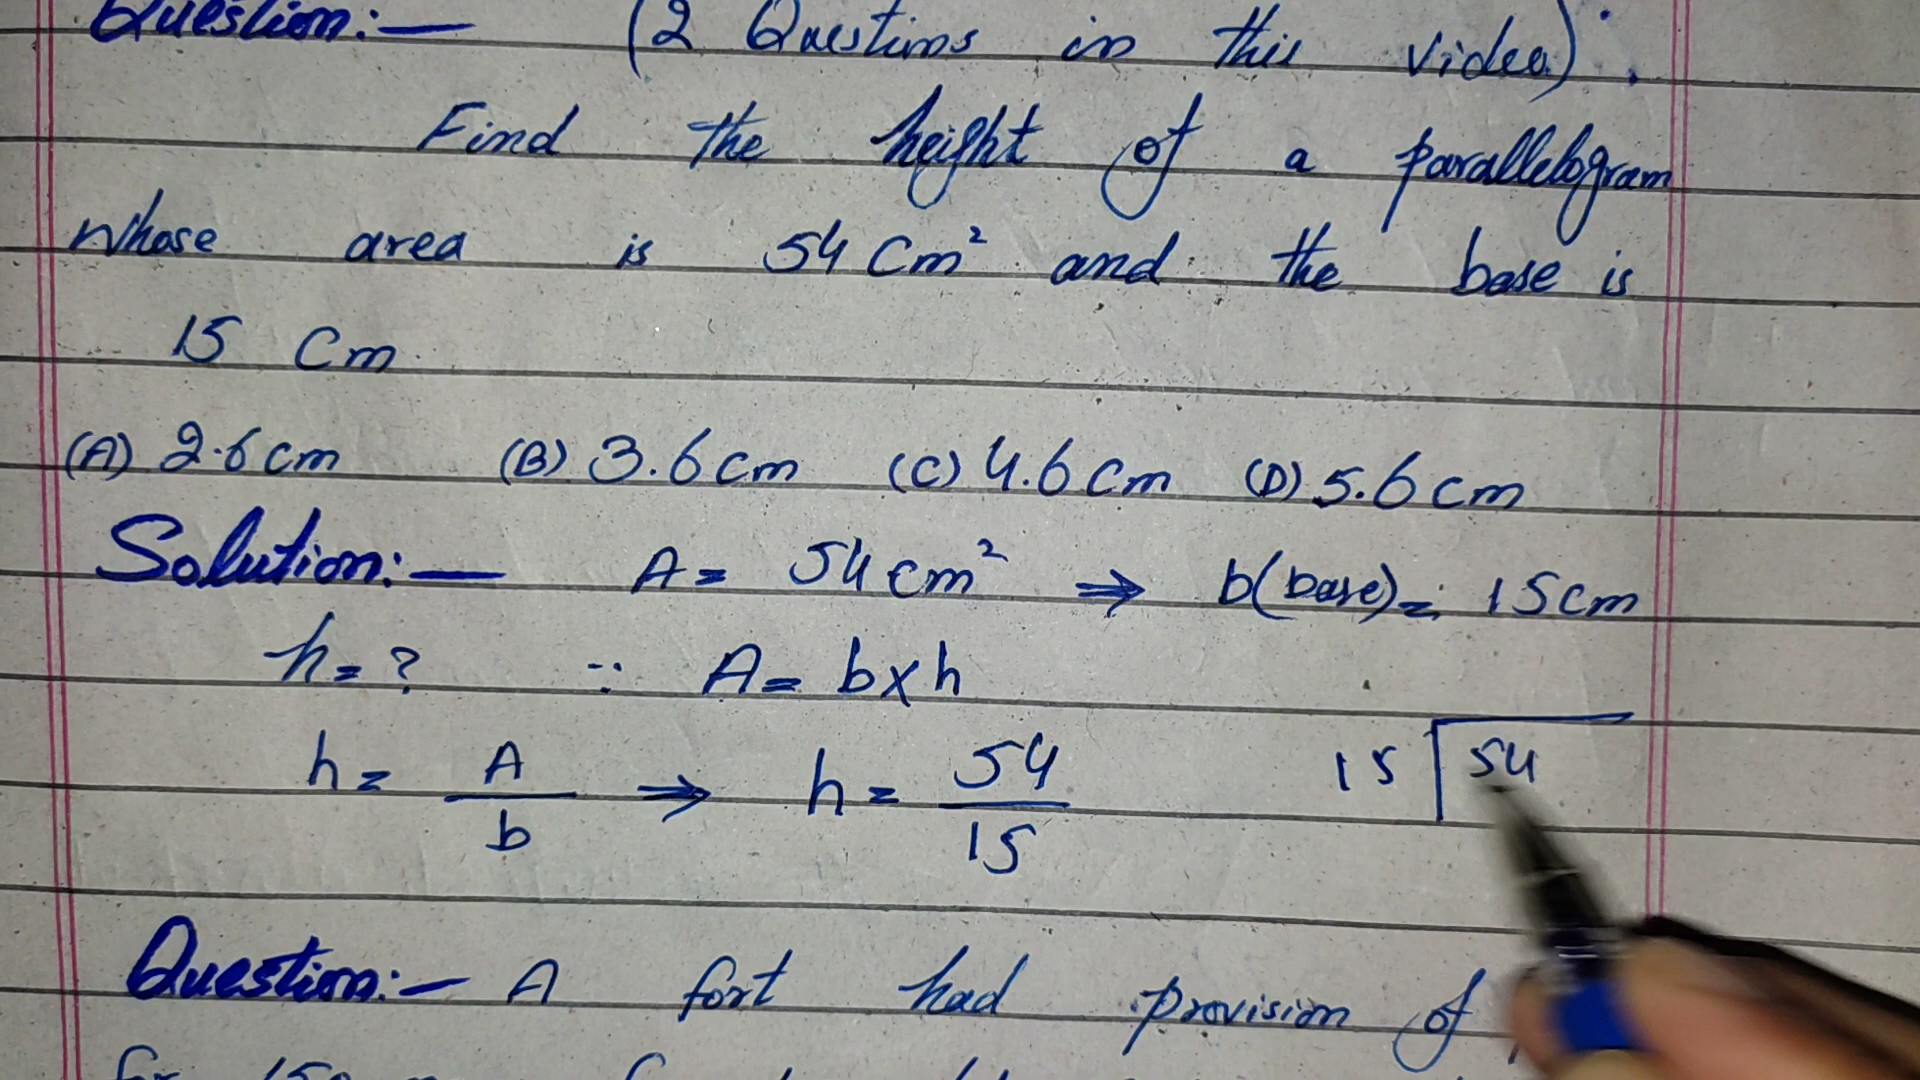 Question:— (2 Questions in this video).
Find the height of a parallelogram
whose area is 54 Cm² and the base is
15 Cm.
(A) 2.6 cm (B) 3.6 cm (C) 4.6 cm (D) 5.6 cm
Solution:— A = 54 cm² ⇒ b(base) = 15 cm
h = ? ∵ A = b×h
h = A/b ⇒ h = 54/15 15 54
Question:— A fort had provision of
for 150